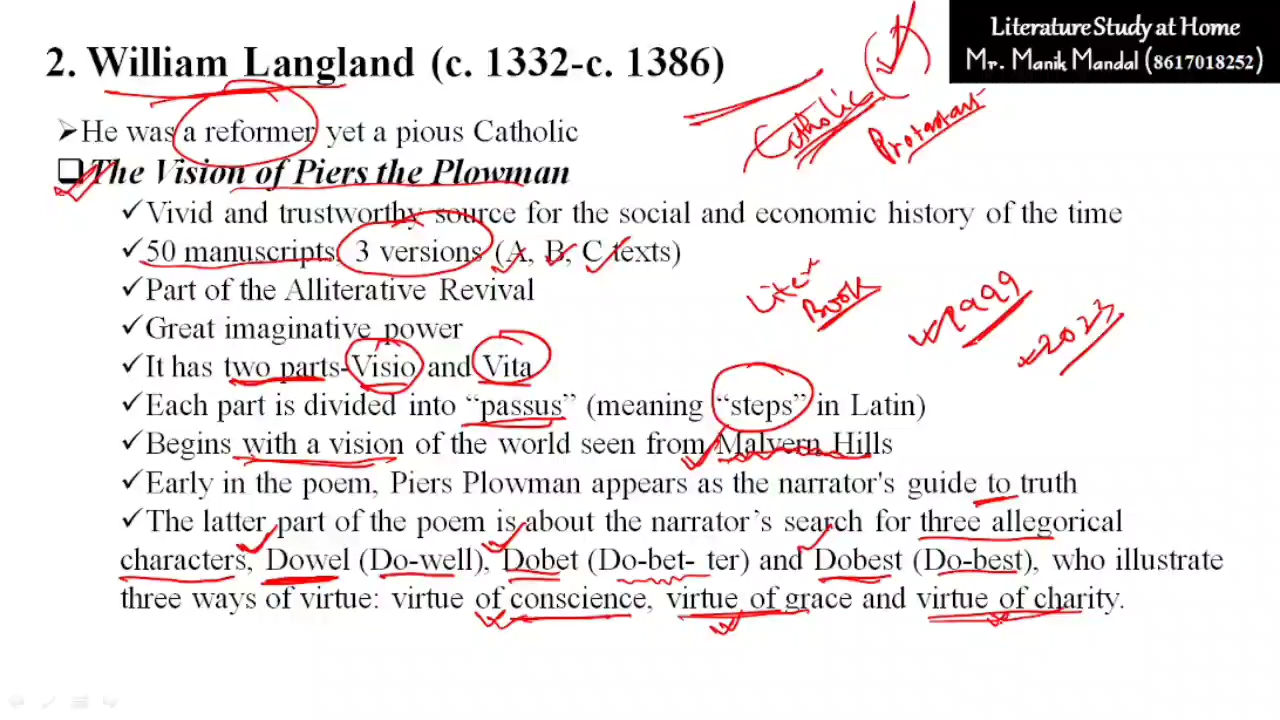 Literature Study at Home
Mr. Manik Mandal (8617018252)
2. William Langland (c. 1332-c. 1386)
➢He was a reformer yet a pious Catholic
Catholic
Protestant
❑ The Vision of Piers the Plowman
✓Vivid and trustworthy source for the social and economic history of the time
✓50 manuscripts, 3 versions (A, B, C texts)
✓Part of the Alliterative Revival
Book
2023
✓Great imaginative power
✓It has two parts-Visio and Vita
✓Each part is divided into “passus” (meaning “steps” in Latin)
✓Begins with a vision of the world seen from Malvern Hills
✓Early in the poem, Piers Plowman appears as the narrator's guide to truth
✓The latter part of the poem is about the narrator’s search for three allegorical
characters, Dowel (Do-well), Dobet (Do-bet- ter) and Dobest (Do-best), who illustrate
three ways of virtue: virtue of conscience, virtue of grace and virtue of charity.